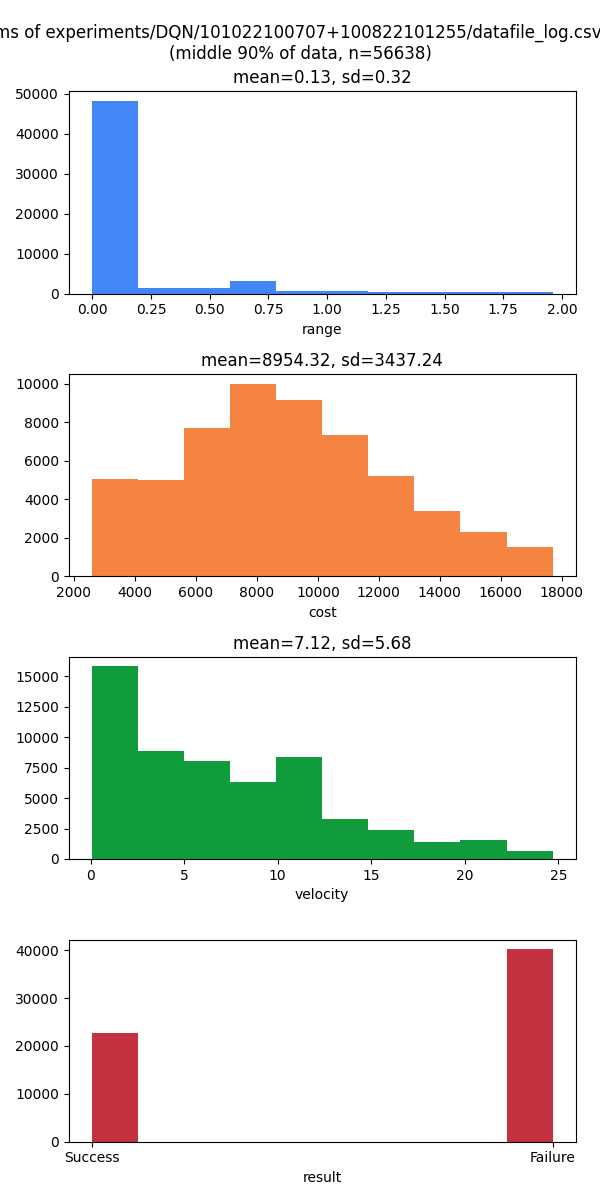 ms of experiments/DQN/101022100707+100822101255/datafile_log.csv
(middle 90% of data, n=56638)
mean=0.13, sd=0.32
50000
40000
30000
20000
10000
0
0.00 0.25 0.50 0.75 1.00 1.25 1.50 1.75 2.00
range
mean=8954.32, sd=3437.24
10000
8000
6000
4000
2000
0
2000 4000 6000 8000 10000 12000 14000 16000 18000
cost
mean=7.12, sd=5.68
15000
12500
10000
7500
5000
2500
0
0 5 10 15 20 25
velocity
40000
30000
20000
10000
0
Success Failure
result